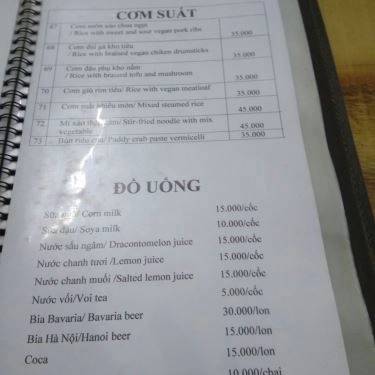 CƠM SUẤT
67 Cơm sườn xào chua ngọt
/ Rice with sweet and sour vegan pork ribs 35.000
68 Cơm đùi gà kho tiêu
/ Rice with braised vegan chiken drumsticks 35.000
69 Cơm đậu phụ kho nấm
/ Rice with braised tofu and mushroom 35.000
70 Cơm giò rim tiêu/ Rice with vegan meatloaf 35.000
71 Cơm suất nhiều món/ Mixed steamed rice 45.000
72 Mì xào thập cẩm/ Stir-fried noodle with mix
vegetable 45.000
73 Bún riêu cua/ Paddy crab paste vermicelli 35.000
ĐỒ UỐNG
Sữa ngô/ Corn milk 15.000/cốc
Sữa đậu/ Soya milk 10.000/cốc
Nước sấu ngâm/ Dracontomelon juice 15.000/cốc
Nước chanh tươi /Lemon juice 15.000/cốc
Nước chanh muối /Salted lemon juice 15.000/cốc
Nước vối/Voi tea 5.000/cốc
Bia Bavaria/ Bavaria beer 30.000/lon
Bia Hà Nội/Hanoi beer 15.000/lon
Coca 15.000/lon
10.000/chai